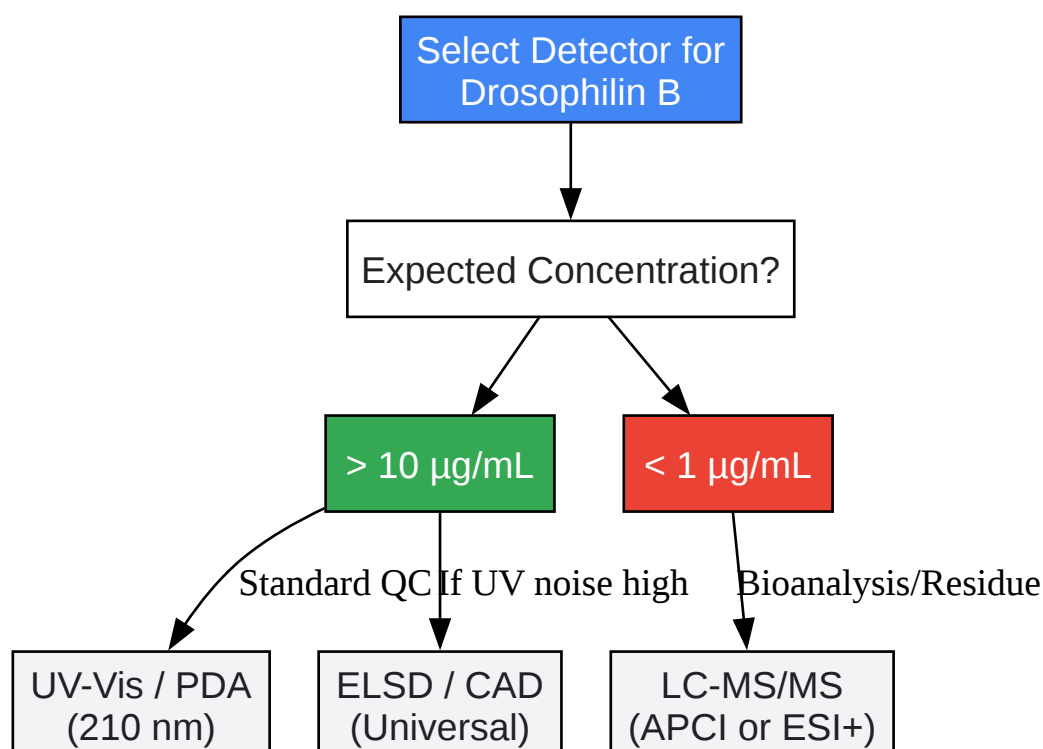 Select Detector for
Drosophilin B
Expected Concentration?
> 10 µg/mL
< 1 µg/mL
Standard QC
If UV noise high
Bioanalysis/Residue
UV-Vis / PDA
(210 nm)
ELSD / CAD
(Universal)
LC-MS/MS
(APCI or ESI+)